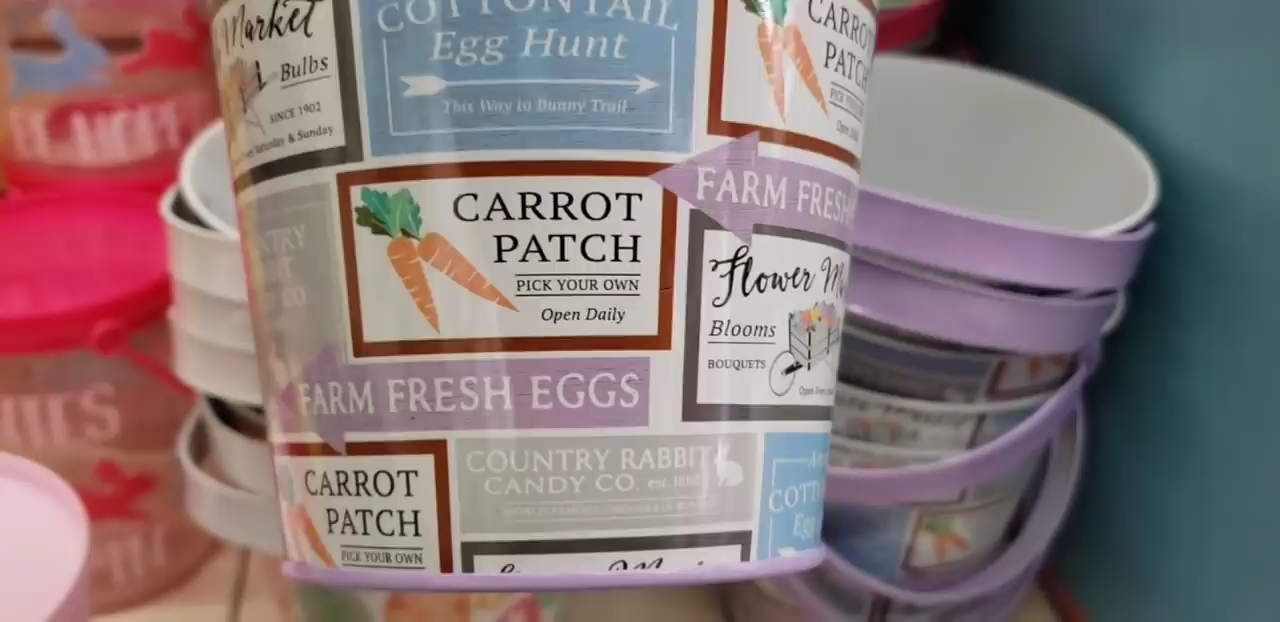 Market
Bulbs
SINCE 1902
Saturday & Sunday
COTTONTAIL
Egg Hunt
This Way to Bunny Trail
CARROT
PATCH
FARM FRESH
CARROT
PATCH
PICK YOUR OWN
Open Daily
Flower
Blooms
BOUQUETS
FARM FRESH EGGS
CARROT
PATCH
PICK YOUR OWN
COUNTRY RABBIT
CANDY CO. est.